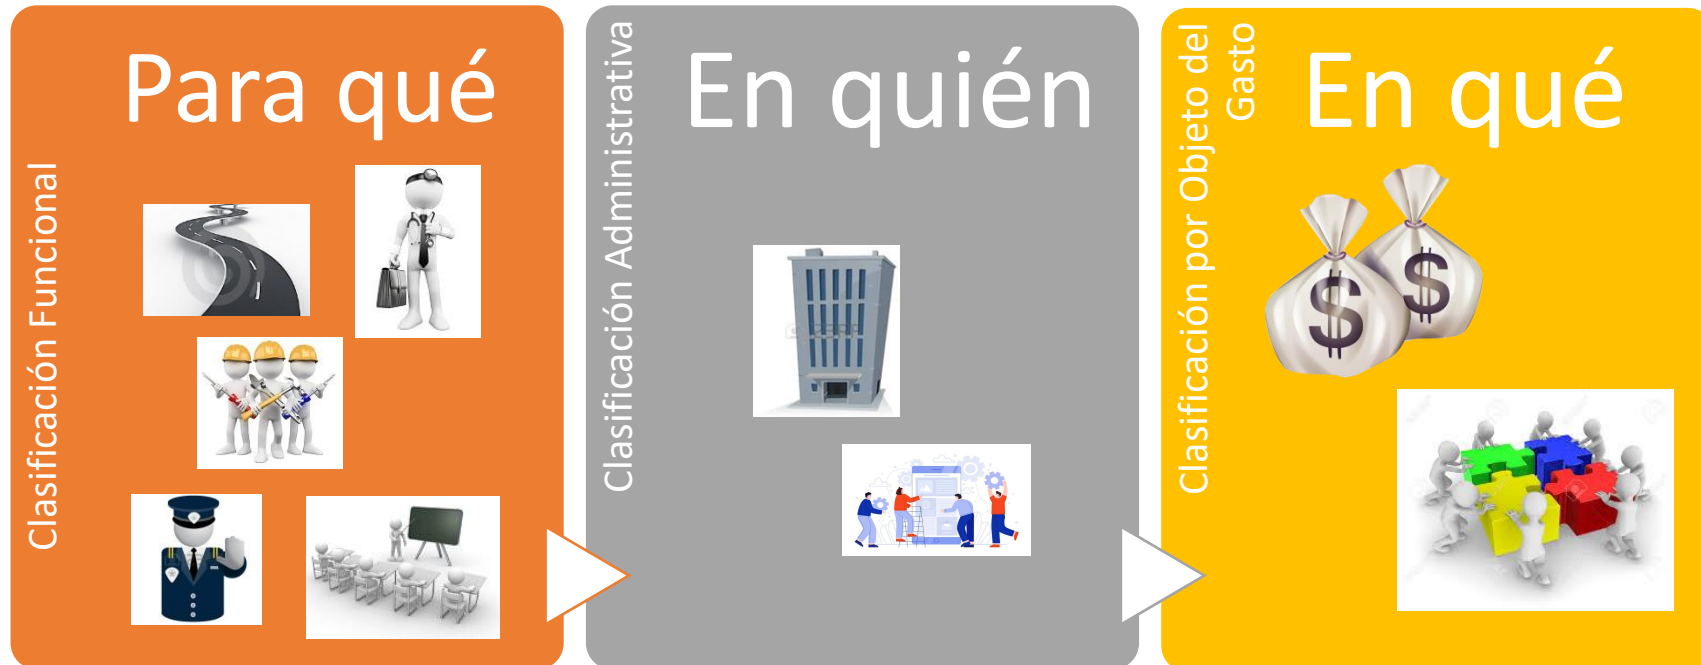 Para qué
Clasificación Funcional
En quién
Clasificación Administrativa
En qué
Clasificación por Objeto del
Gasto
$
$